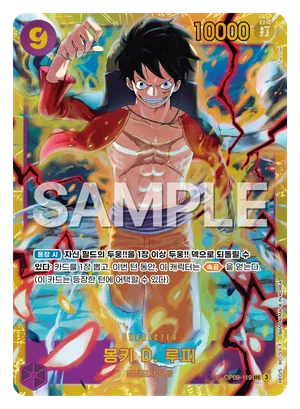 9
10000
打
SAMPLE
등장 시 자신 필드의 두웅!!을 1장 이상 두웅!! 덱으로 되돌릴 수
있다: 카드를 1장 뽑고, 이번 턴 동안, 이 캐릭터는 속공 을 얻는다.
(이 카드는 등장한 턴에 어택할 수 있다)
CHARACTER
몽키 D. 루피
OP09-119
3